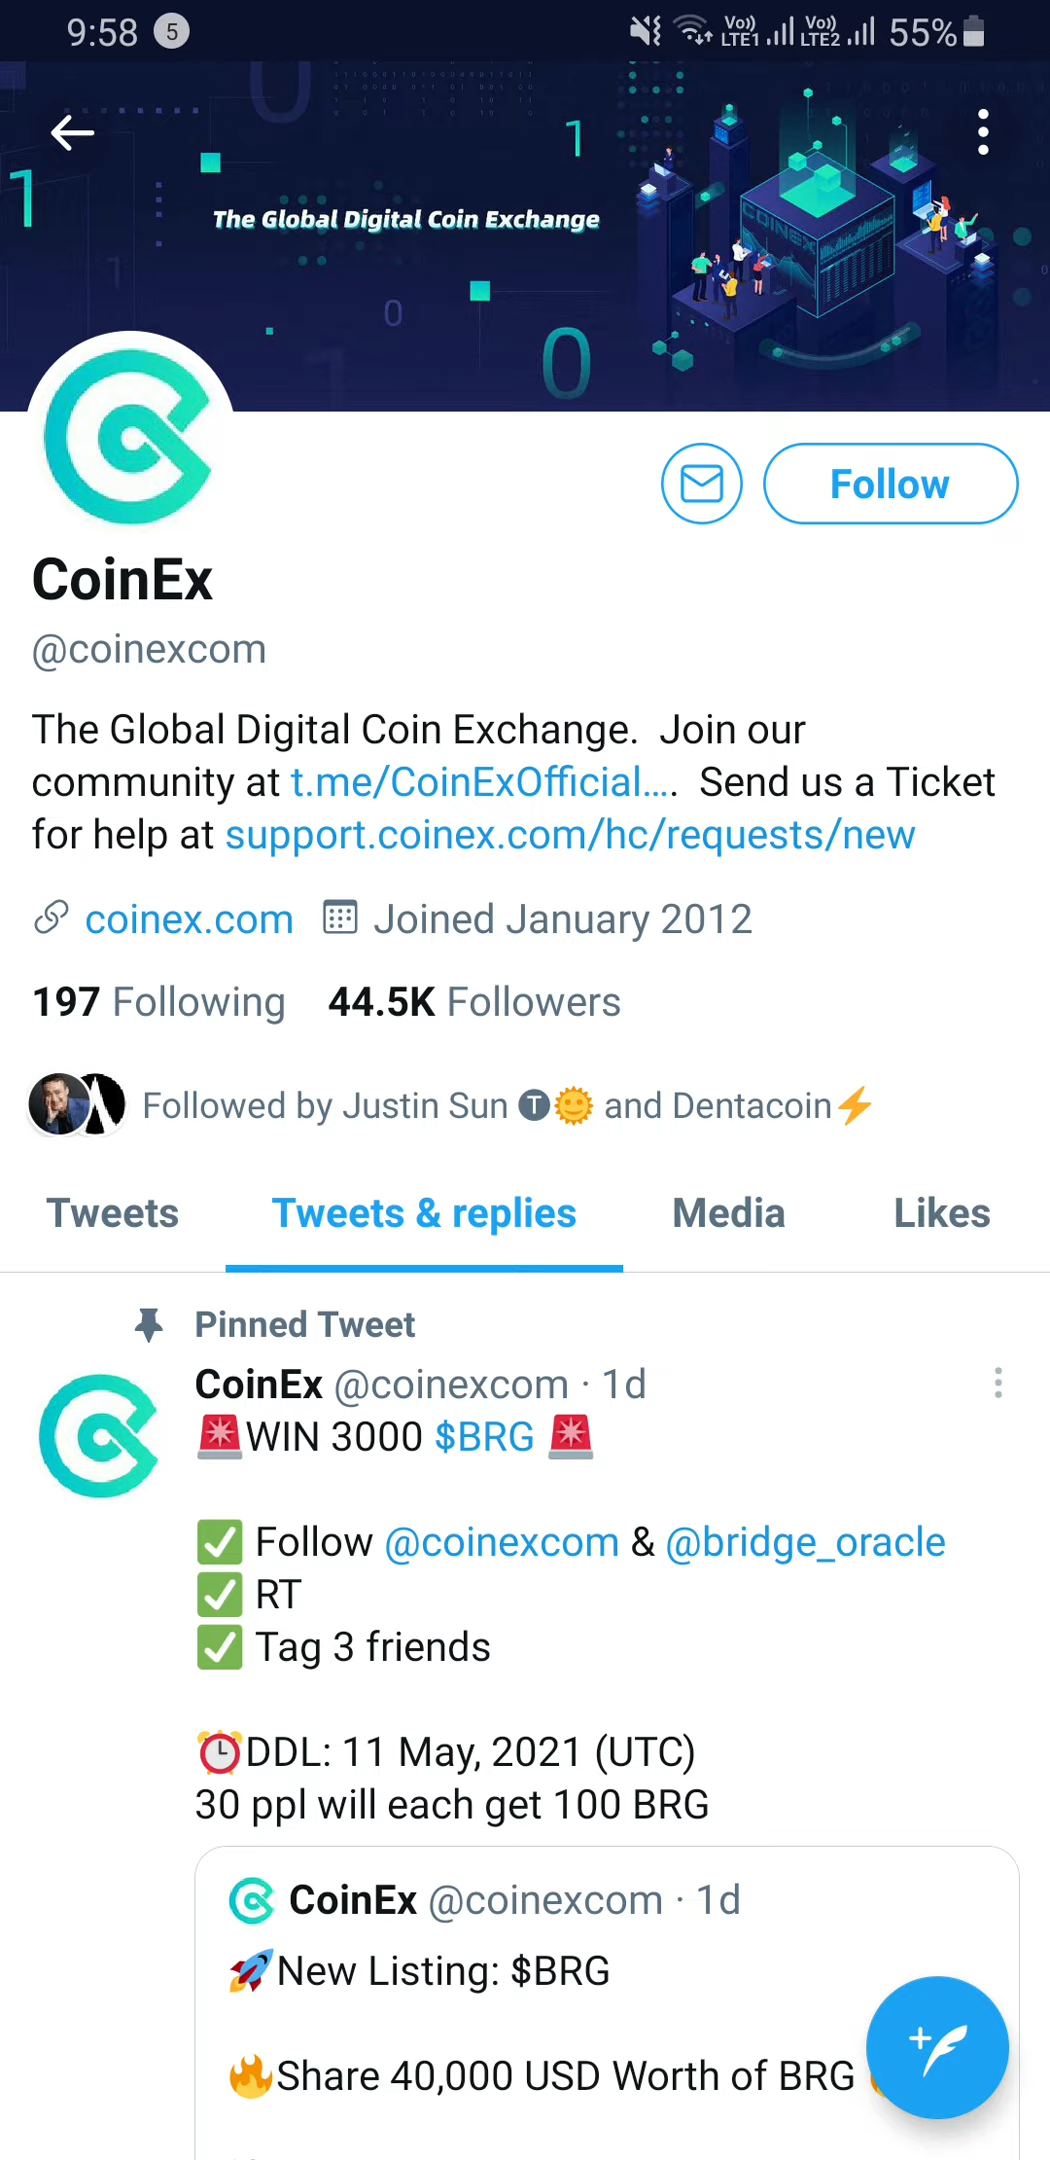 9:58 5 Vo)) LTE1 Vo)) LTE2 55%
The Global Digital Coin Exchange
COINEX
CoinEx
Follow
@coinexcom
The Global Digital Coin Exchange. Join our
community at t.me/CoinExOfficial.... Send us a Ticket
for help at support.coinex.com/hc/requests/new
coinex.com Joined January 2012
197 Following 44.5K Followers
Followed by Justin Sun T🌞 and Dentacoin⚡
Tweets Tweets & replies Media Likes
Pinned Tweet
CoinEx @coinexcom · 1d
🚨WIN 3000 $BRG 🚨
✅ Follow @coinexcom & @bridge_oracle
✅ RT
✅ Tag 3 friends
⏰DDL: 11 May, 2021 (UTC)
30 ppl will each get 100 BRG
CoinEx @coinexcom · 1d
🚀New Listing: $BRG
🔥Share 40,000 USD Worth of BRG